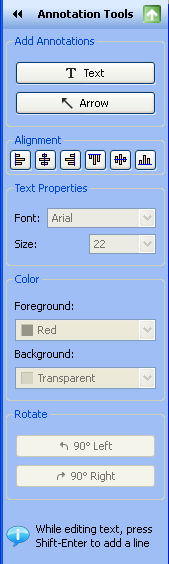 Annotation Tools
Add Annotations
Text
Arrow
Alignment
Text Properties
Font: Arial
Size: 22
Color
Foreground:
Red
Background:
Transparent
Rotate
90° Left
90° Right
While editing text, press
Shift-Enter to add a line